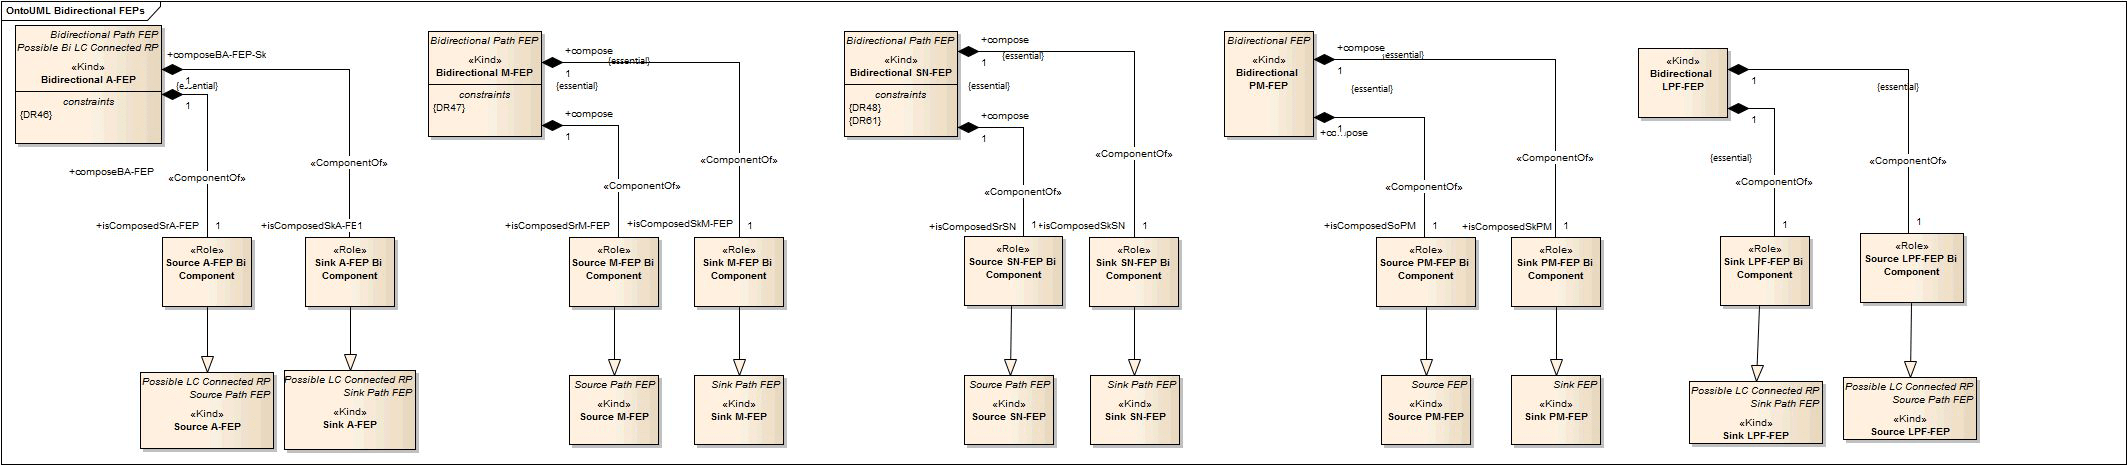 OntoUML Bidirectional FEPs
Bidirectional Path FEP
Possible Bi LC Connected RP
«Kind»
Bidirectional A-FEP
constraints
{DR46}
+composeBA-FEP-Sk
1
{essential}
1
+composeBA-FEP
«ComponentOf»
«ComponentOf»
+isComposedSrA-FEP
1
+isComposedSkA-FE1
«Role»
Source A-FEP Bi
Component
«Role»
Sink A-FEP Bi
Component
Possible LC Connected RP
Source Path FEP
«Kind»
Source A-FEP
Possible LC Connected RP
Sink Path FEP
«Kind»
Sink A-FEP
Bidirectional Path FEP
«Kind»
Bidirectional M-FEP
constraints
{DR47}
+compose
{essential}
1
{essential}
+compose
1
«ComponentOf»
«ComponentOf»
+isComposedSrM-FEP
+isComposedSkM-FEP
1
«Role»
Source M-FEP Bi
Component
«Role»
Sink M-FEP Bi
Component
Source Path FEP
«Kind»
Source M-FEP
Sink Path FEP
«Kind»
Sink M-FEP
Bidirectional Path FEP
«Kind»
Bidirectional SN-FEP
constraints
{DR48}
{DR61}
+compose
{essential}
1
{essential}
+compose
1
«ComponentOf»
«ComponentOf»
+isComposedSrSN
1
+isComposedSkSN
1
«Role»
Source SN-FEP Bi
Component
«Role»
Sink SN-FEP Bi
Component
Source Path FEP
«Kind»
Source SN-FEP
Sink Path FEP
«Kind»
Sink SN-FEP
Bidirectional FEP
«Kind»
Bidirectional
PM-FEP
+compose
{essential}
1
{essential}
1
«ComponentOf»
«ComponentOf»
+isComposedSoPM
1
+isComposedSkPM
1
«Role»
Source PM-FEP Bi
Component
«Role»
Sink PM-FEP Bi
Component
Source FEP
«Kind»
Source PM-FEP
Sink FEP
«Kind»
Sink PM-FEP
«Kind»
Bidirectional
LPF-FEP
1
{essential}
1
{essential}
«ComponentOf»
«ComponentOf»
1
1
«Role»
Sink LPF-FEP Bi
Component
«Role»
Source LPF-FEP Bi
Component
Possible LC Connected RP
Sink Path FEP
«Kind»
Sink LPF-FEP
Possible LC Connected RP
Source Path FEP
«Kind»
Source LPF-FEP